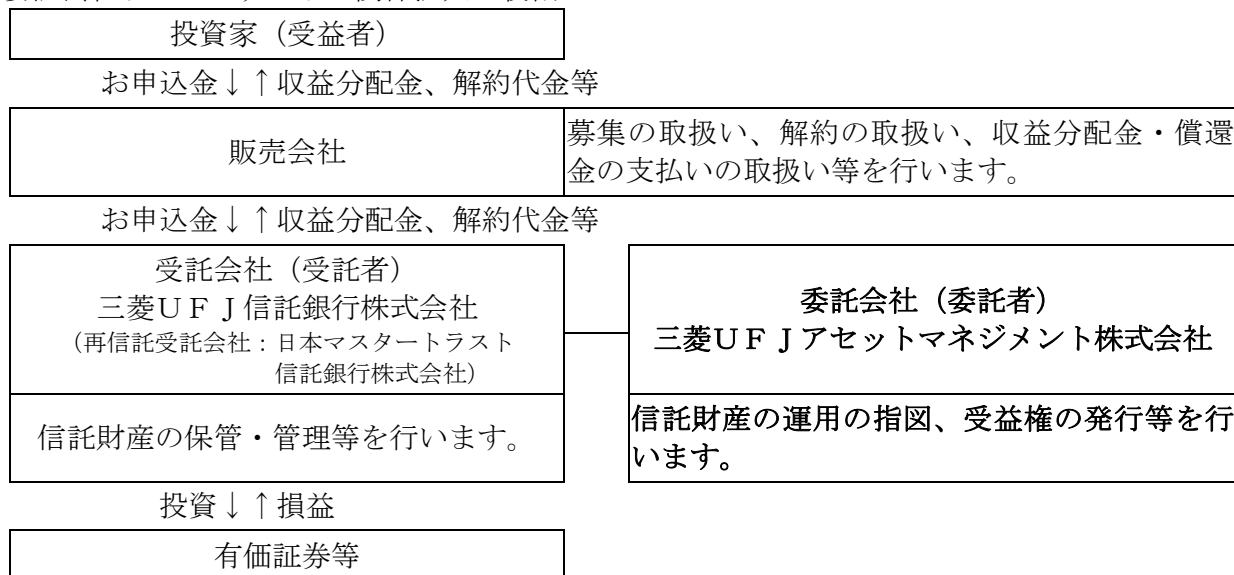 投資家（受益者）
お申込金↓↑収益分配金、解約代金等
販売会社
募集の取扱い、解約の取扱い、収益分配金・償還
金の支払いの取扱い等を行います。
お申込金↓↑収益分配金、解約代金等
受託会社（受託者）
三菱ＵＦＪ信託銀行株式会社
（再信託受託会社：日本マスタートラスト
信託銀行株式会社）
委託会社（委託者）
三菱ＵＦＪアセットマネジメント株式会社
信託財産の保管・管理等を行います。
信託財産の運用の指図、受益権の発行等を行
います。
投資↓↑損益
有価証券等